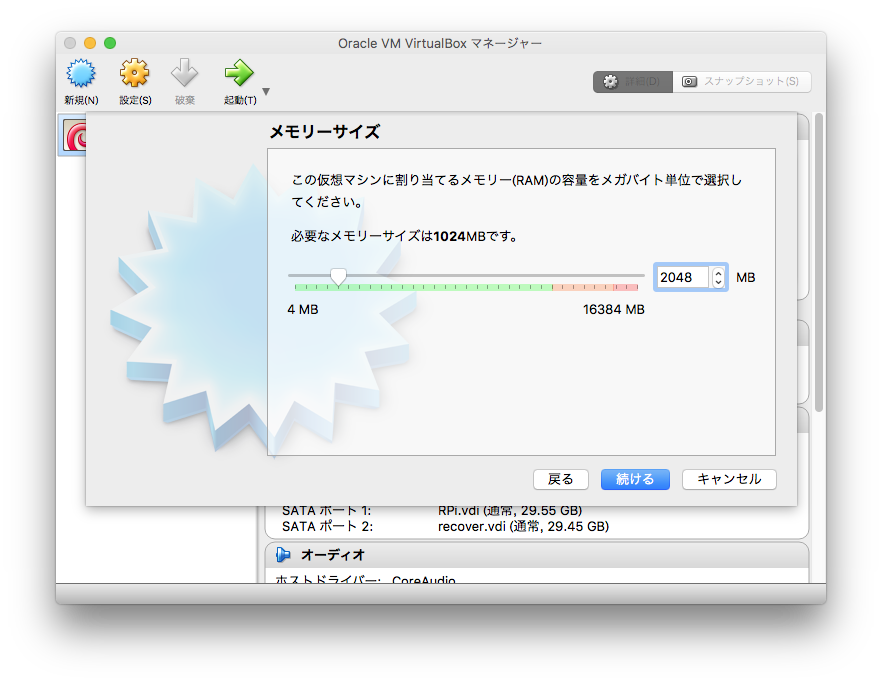 Oracle VM VirtualBox マネージャー
新規(N) 設定(S) 破棄 起動(T) 詳細(D) スナップショット(S)
メモリーサイズ
この仮想マシンに割り当てるメモリー(RAM)の容量をメガバイト単位で選択し
てください。
必要なメモリーサイズは1024MBです。
2048 MB
4 MB 16384 MB
戻る 続ける キャンセル
SATA ポート 1: RPi.vdi (通常, 29.55 GB)
SATA ポート 2: recover.vdi (通常, 29.45 GB)
オーディオ
ホストドライバー: CoreAudio